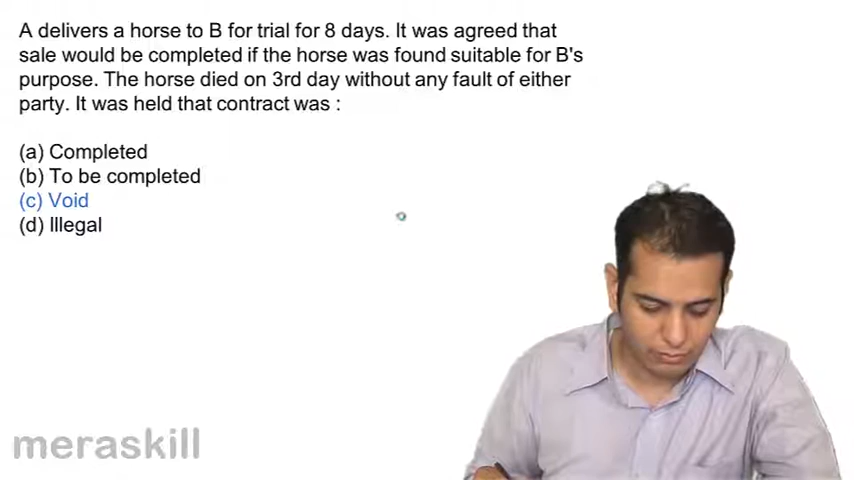 A delivers a horse to B for trial for 8 days. It was agreed that
sale would be completed if the horse was found suitable for B's
purpose. The horse died on 3rd day without any fault of either
party. It was held that contract was :
(a) Completed
(b) To be completed
(c) Void
(d) Illegal
meraskill